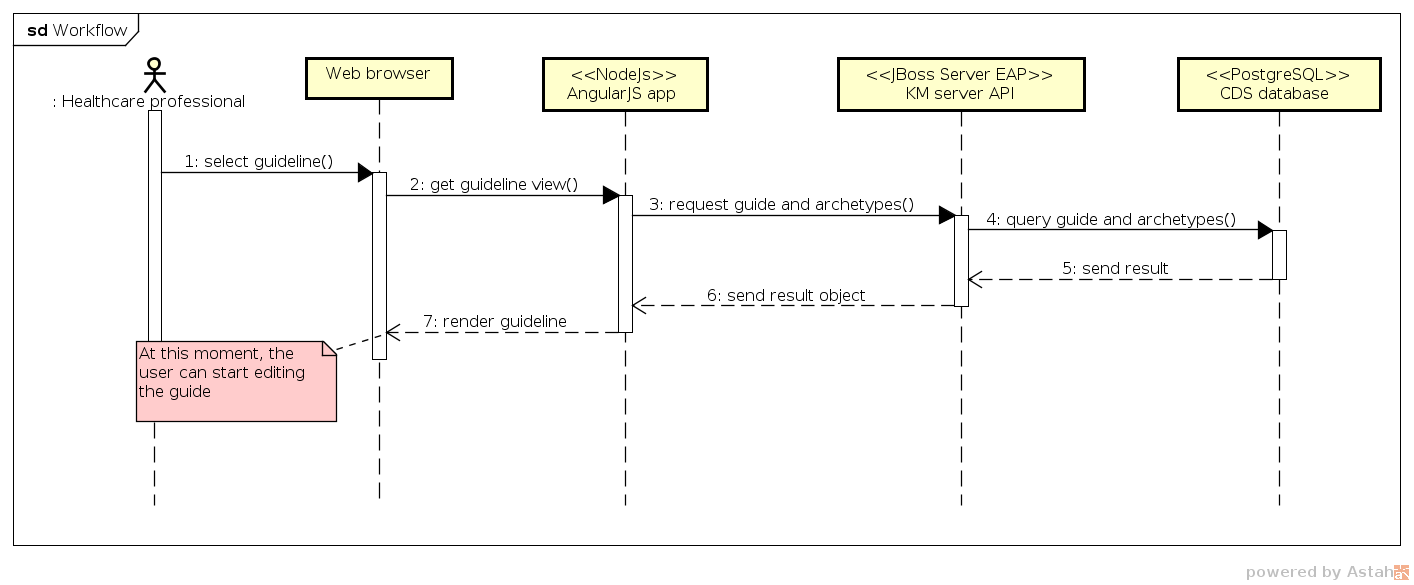 sd Workflow
: Healthcare professional
Web browser
<<NodeJs>>
AngularJS app
<<JBoss Server EAP>>
KM server API
<<PostgreSQL>>
CDS database
1: select guideline()
2: get guideline view()
3: request guide and archetypes()
4: query guide and archetypes()
5: send result
6: send result object
7: render guideline
At this moment, the
user can start editing
the guide
powered by Astah